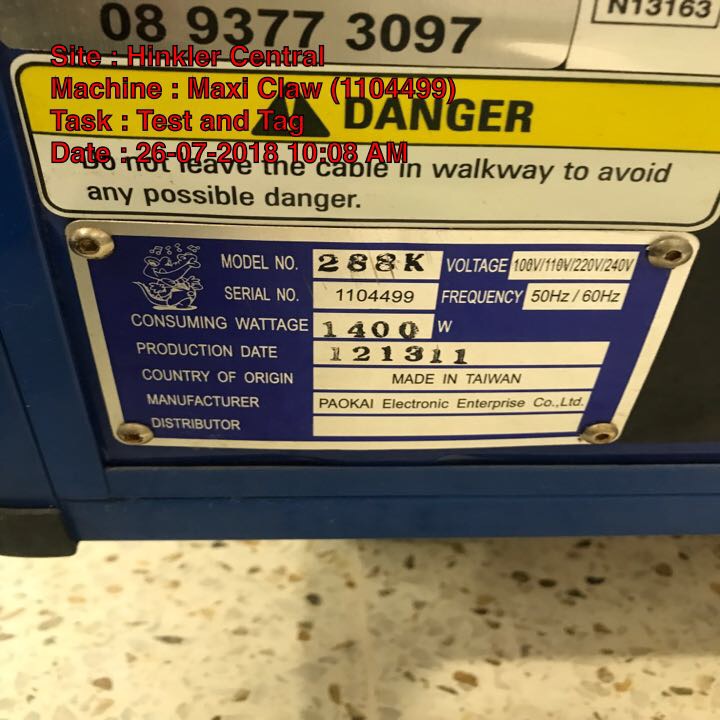 08 9377 3097
N13163
Site : Hinkler Central
Machine : Maxi Claw (1104499)
Task : Test and Tag
Date : 26-07-2018 10:08 AM
DANGER
Do not leave the cable in walkway to avoid
any possible danger.
MODEL NO. 288K VOLTAGE 100V/110V/220V/240V
SERIAL NO. 1104499 FREQUENCY 50Hz / 60Hz
CONSUMING WATTAGE 1400 W
PRODUCTION DATE 121311
COUNTRY OF ORIGIN MADE IN TAIWAN
MANUFACTURER PAOKAI Electronic Enterprise Co.,Ltd.
DISTRIBUTOR